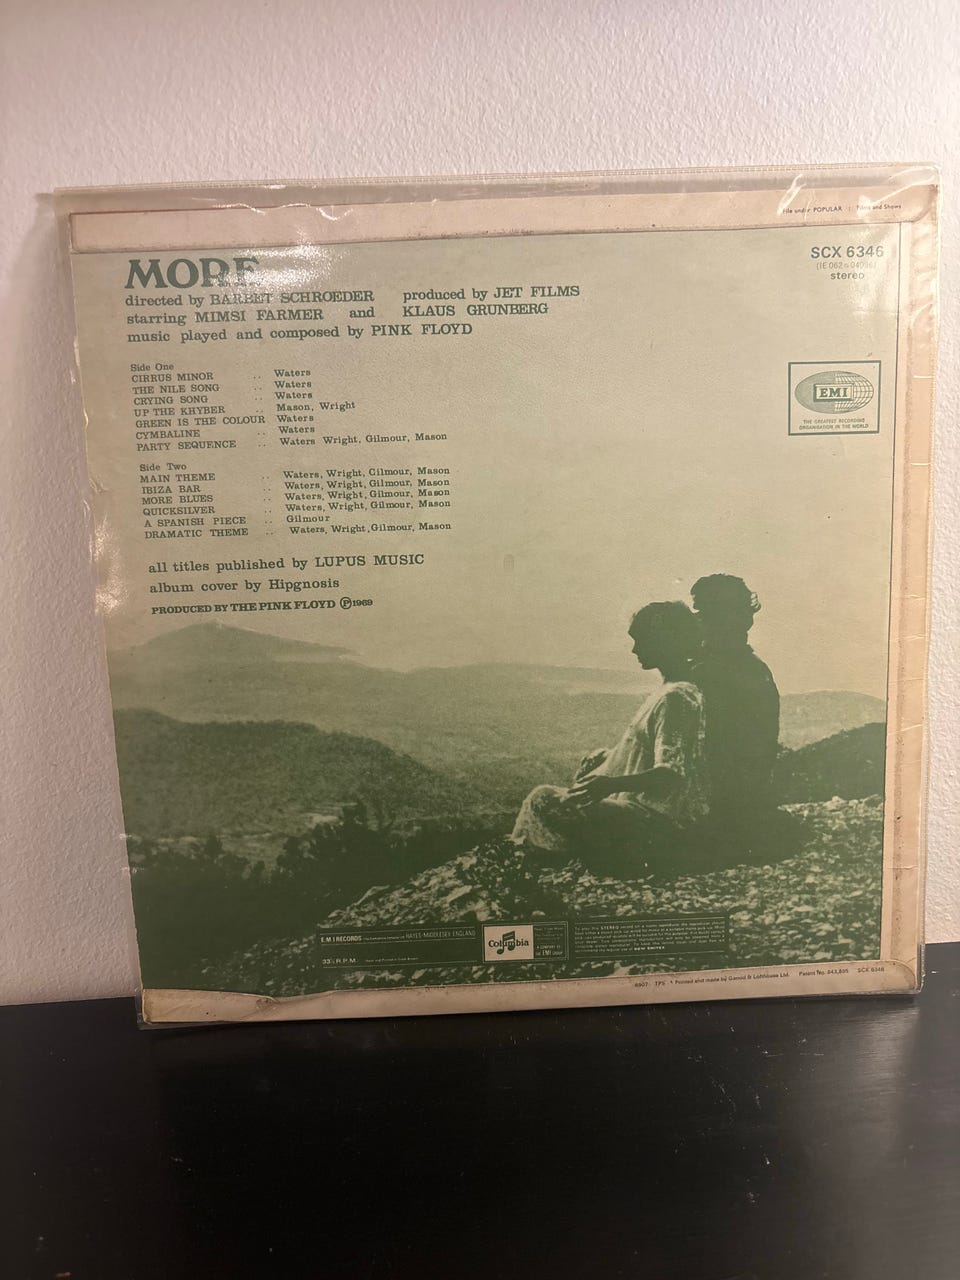 File under POPULAR : Films and Shows
MORE
SCX 6346
stereo
directed by BARBET SCHROEDER produced by JET FILMS
starring MIMSI FARMER and KLAUS GRUNBERG
music played and composed by PINK FLOYD
Side One
CIRRUS MINOR .. Waters
THE NILE SONG .. Waters
CRYING SONG .. Waters
UP THE KHYBER .. Mason, Wright
GREEN IS THE COLOUR Waters
CYMBALINE .. Waters
PARTY SEQUENCE .. Waters Wright, Gilmour, Mason
EMI
THE GREATEST RECORDING
ORGANISATION IN THE WORLD
Side Two
MAIN THEME .. Waters, Wright, Gilmour, Mason
IBIZA BAR .. Waters, Wright, Gilmour, Mason
MORE BLUES .. Waters, Wright, Gilmour, Mason
QUICKSILVER .. Waters, Wright, Gilmour, Mason
A SPANISH PIECE .. Gilmour
DRAMATIC THEME .. Waters, Wright, Gilmour, Mason
all titles published by LUPUS MUSIC
album cover by Hipgnosis
PRODUCED BY THE PINK FLOYD Ⓟ1969
E.M.I RECORDS HAYES·MIDDLESEX·ENGLAND
33⅓ R.P.M.
Columbia
6907 TPS * Printed and made by Garrod & Lofthouse Ltd. Patent No. 943,895 SCX 6346